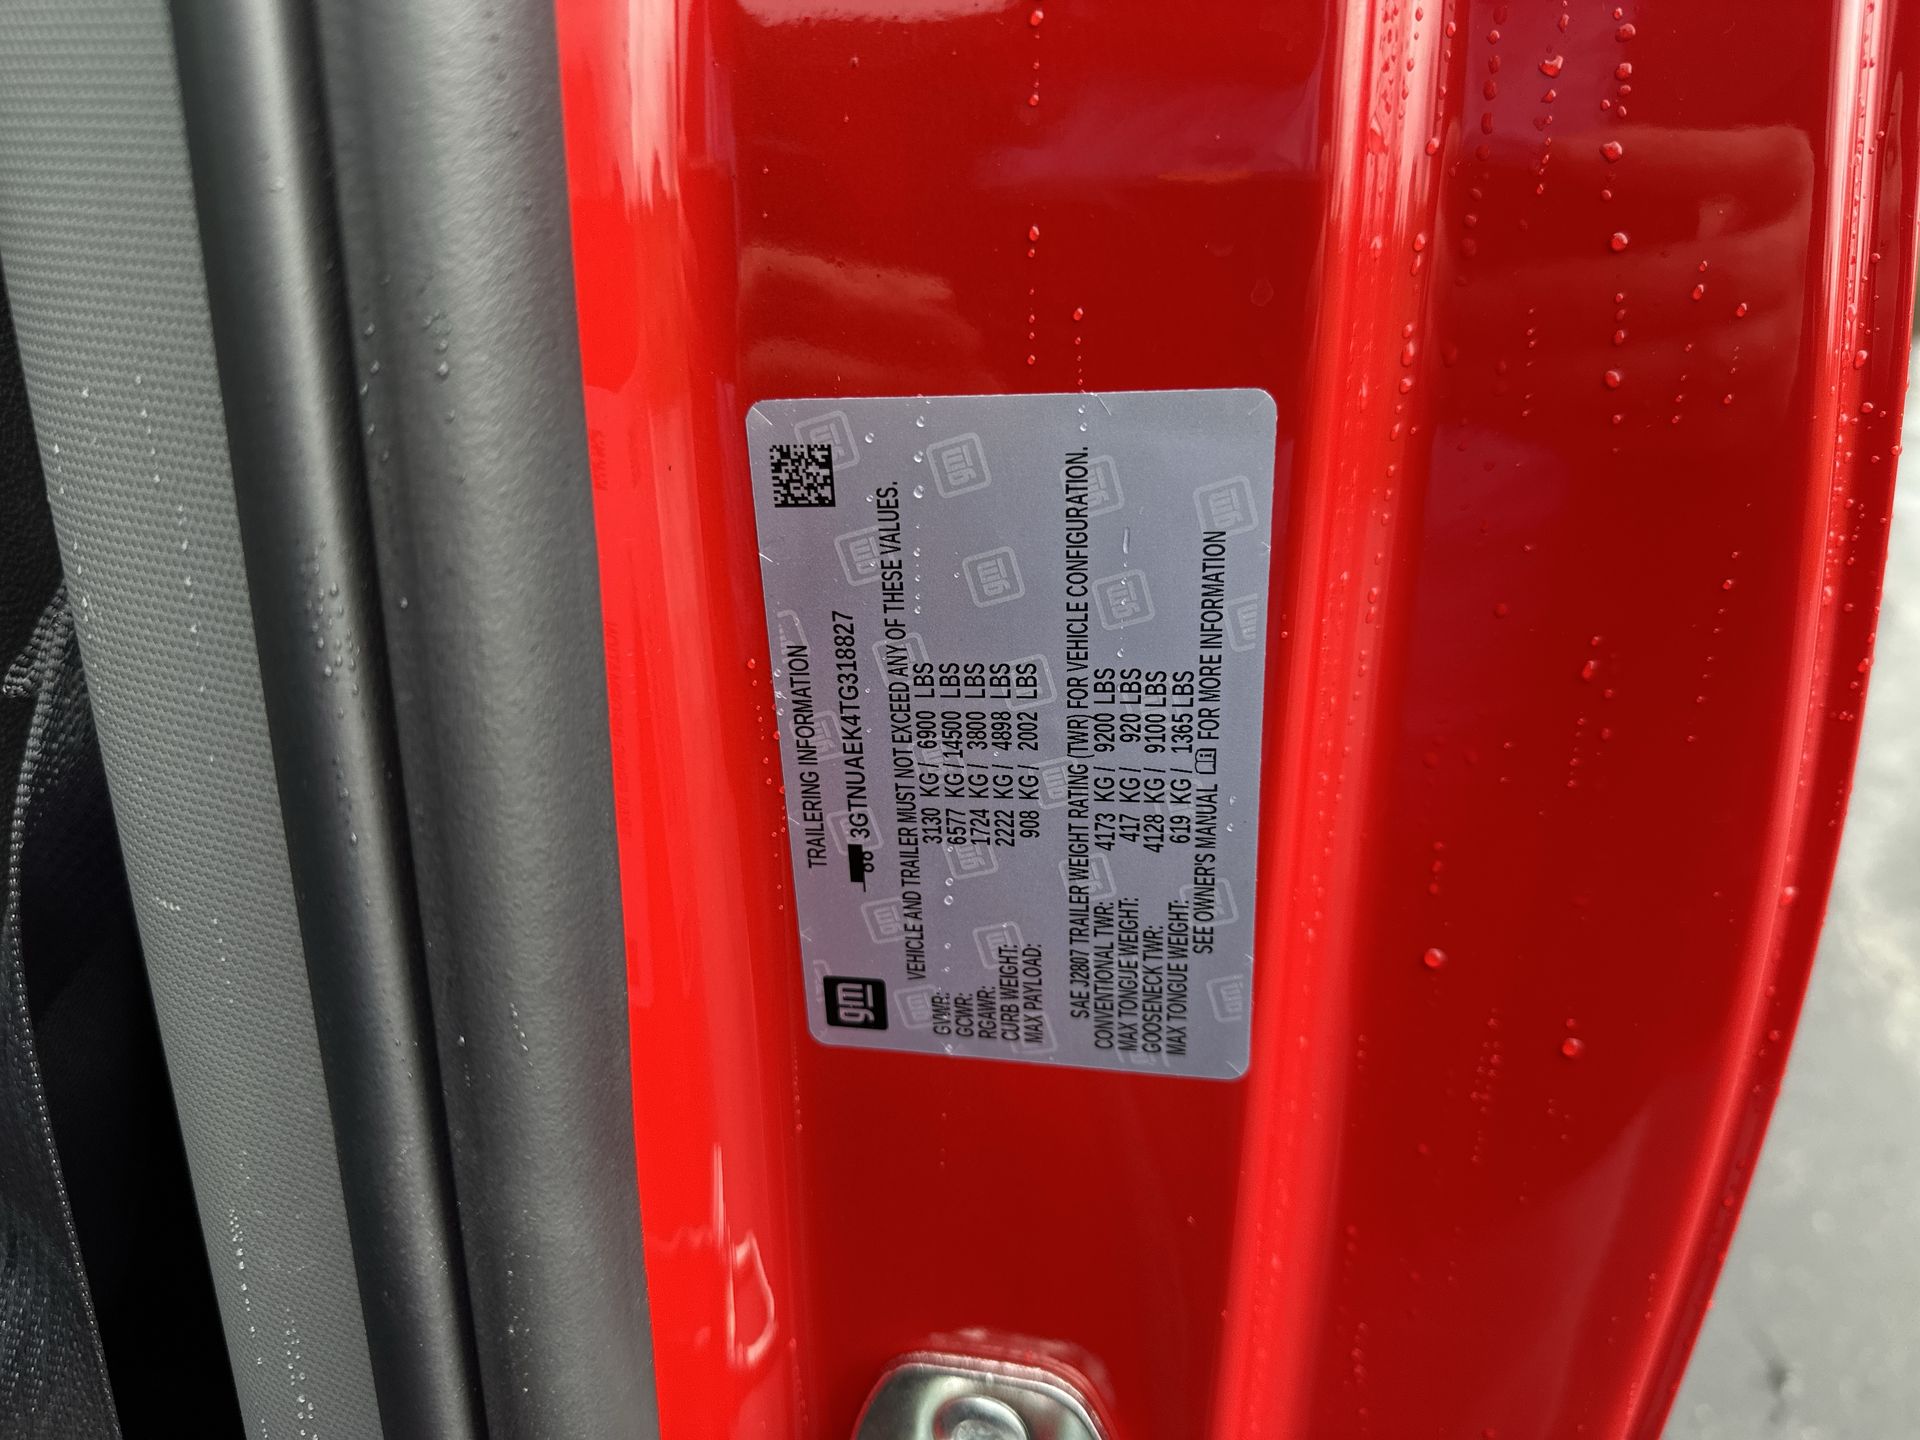 TRAILERING INFORMATION
3GTNUAEK4TG318827
gm
VEHICLE AND TRAILER MUST NOT EXCEED ANY OF THESE VALUES.
GVWR: 3130 KG / 6900 LBS
GCWR: 6577 KG / 14500 LBS
RGAWR: 1724 KG / 3800 LBS
CURB WEIGHT: 2222 KG / 4898 LBS
MAX PAYLOAD: 908 KG / 2002 LBS
SAE J2807 TRAILER WEIGHT RATING (TWR) FOR VEHICLE CONFIGURATION.
CONVENTIONAL TWR: 4173 KG / 9200 LBS
MAX TONGUE WEIGHT: 417 KG / 920 LBS
GOOSENECK TWR: 4128 KG / 9100 LBS
MAX TONGUE WEIGHT: 619 KG / 1365 LBS
SEE OWNER'S MANUAL FOR MORE INFORMATION